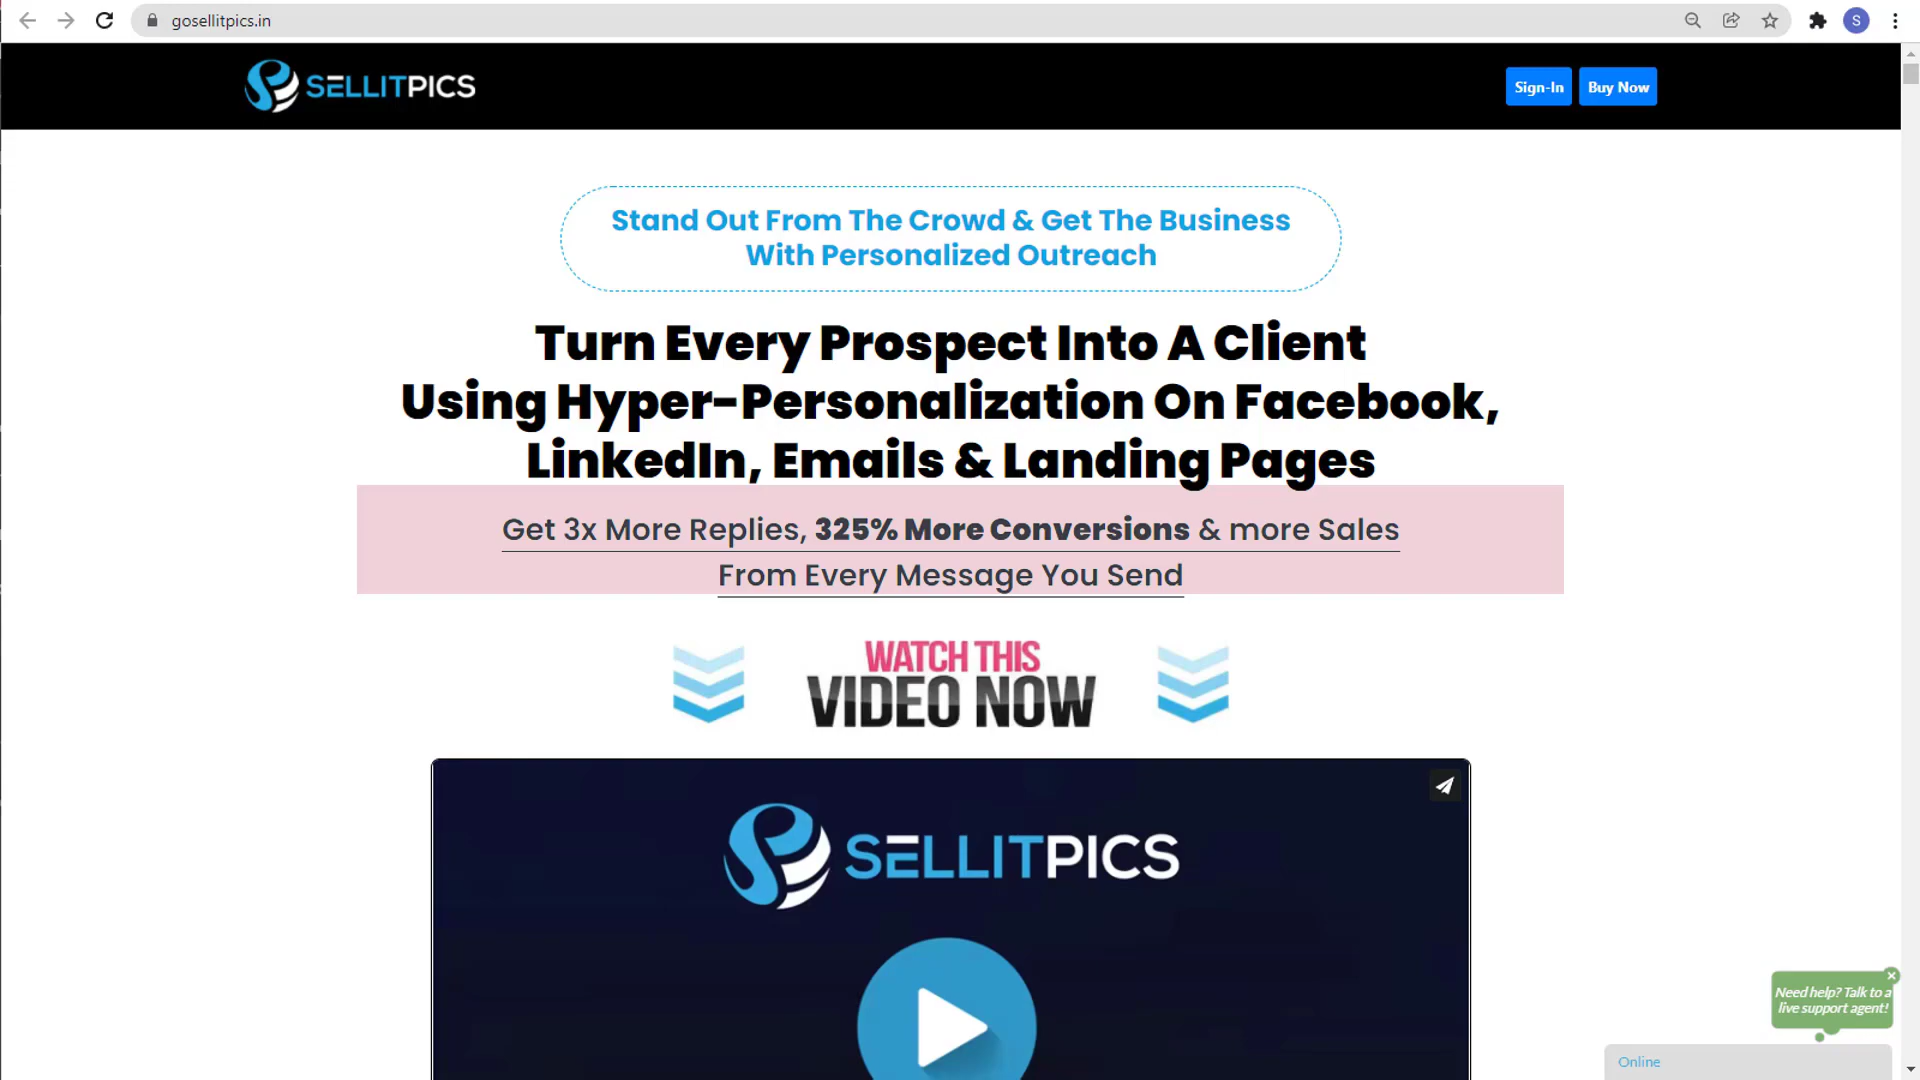 gosellitpics.in
S
SELLITPICS
Sign-In
Buy Now
Stand Out From The Crowd & Get The Business
With Personalized Outreach
Turn Every Prospect Into A Client
Using Hyper-Personalization On Facebook,
LinkedIn, Emails & Landing Pages
Get 3x More Replies, 325% More Conversions & more Sales
From Every Message You Send
WATCH THIS
VIDEO NOW
SELLITPICS
Need help? Talk to a
live support agent!
Online